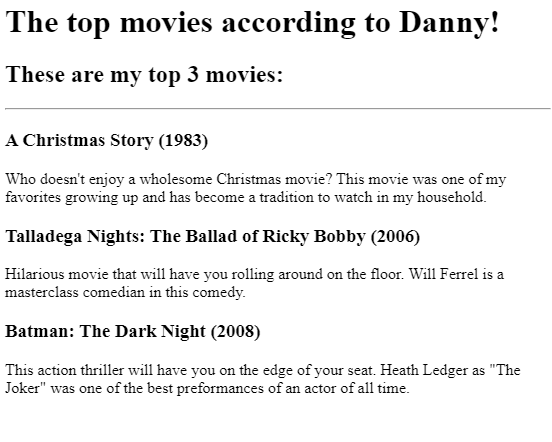 The top movies according to Danny!
These are my top 3 movies:
A Christmas Story (1983)
Who doesn't enjoy a wholesome Christmas movie? This movie was one of my
favorites growing up and has become a tradition to watch in my household.
Talladega Nights: The Ballad of Ricky Bobby (2006)
Hilarious movie that will have you rolling around on the floor. Will Ferrel is a
masterclass comedian in this comedy.
Batman: The Dark Night (2008)
This action thriller will have you on the edge of your seat. Heath Ledger as "The
Joker" was one of the best preformances of an actor of all time.